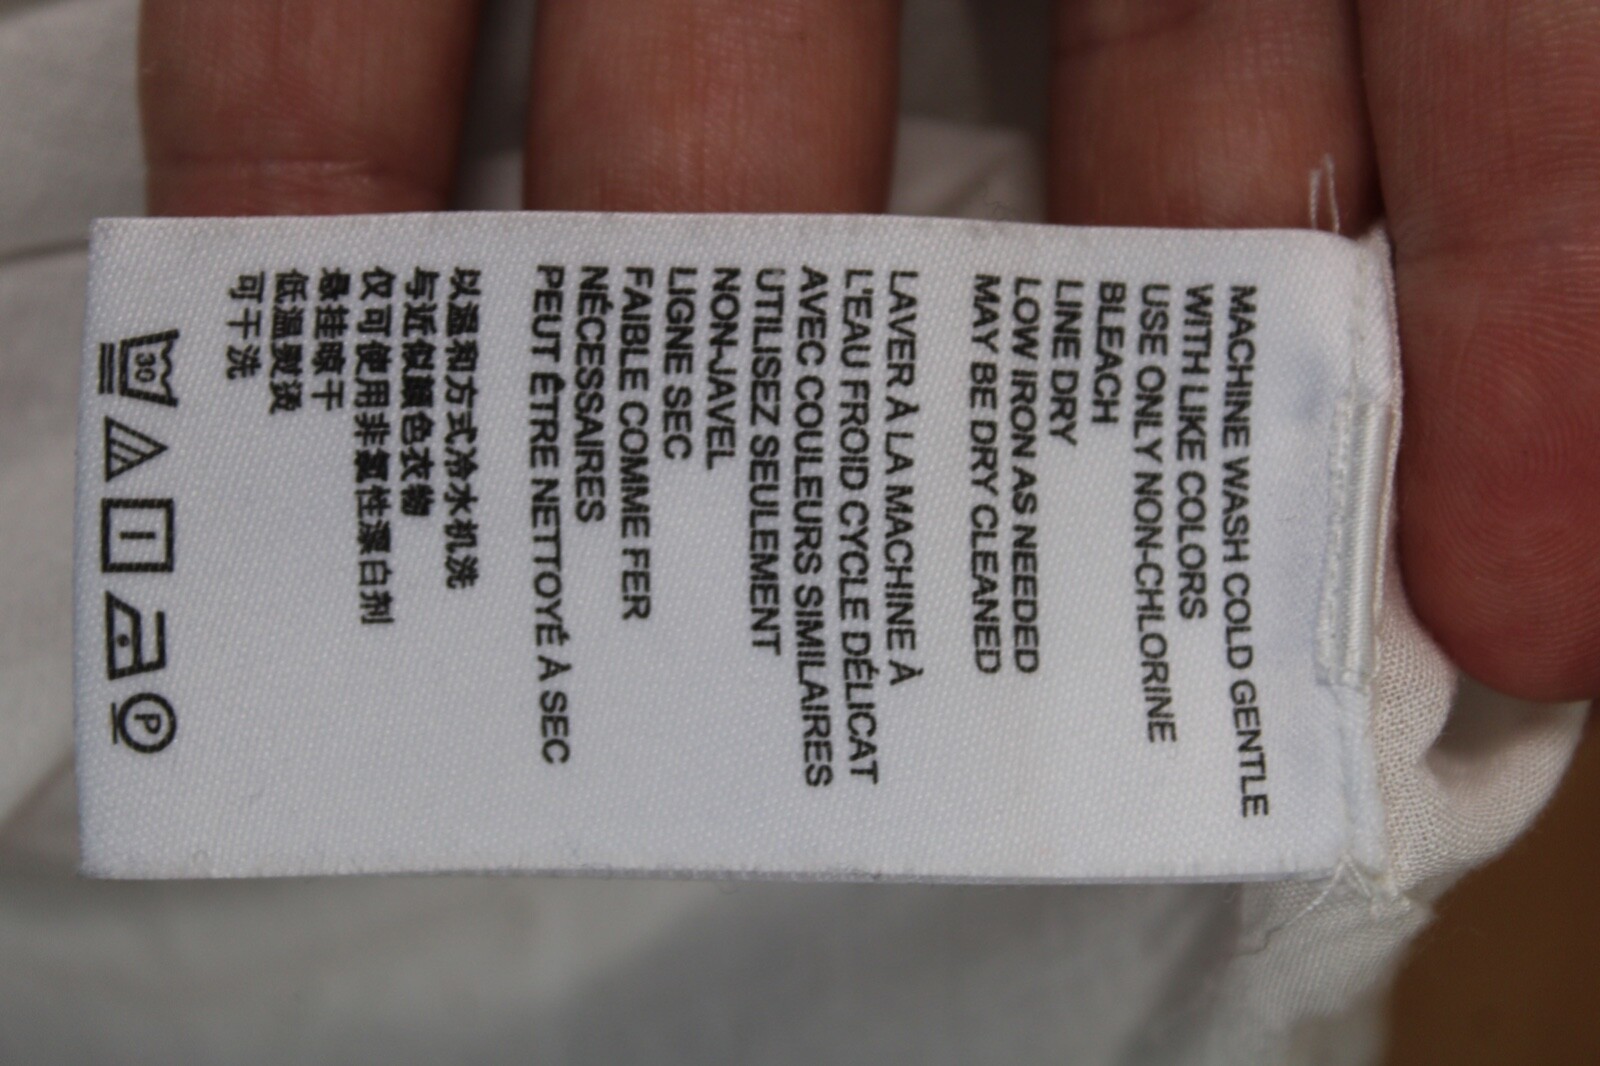 MACHINE WASH COLD GENTLE
WITH LIKE COLORS
USE ONLY NON-CHLORINE
BLEACH
LINE DRY
LOW IRON AS NEEDED
MAY BE DRY CLEANED
LAVER À LA MACHINE À
L'EAU FROID CYCLE DÉLICAT
AVEC COULEURS SIMILAIRES
UTILISEZ SEULEMENT
NON-JAVEL
LIGNE SEC
FAIBLE COMME FER
NÉCESSAIRES
PEUT ÊTRE NETTOYÉ À SEC
以温和方式冷水机洗
与近似颜色衣物
仅可使用非氯性漂白剂
悬挂晾干
低温熨烫
可干洗
30 P